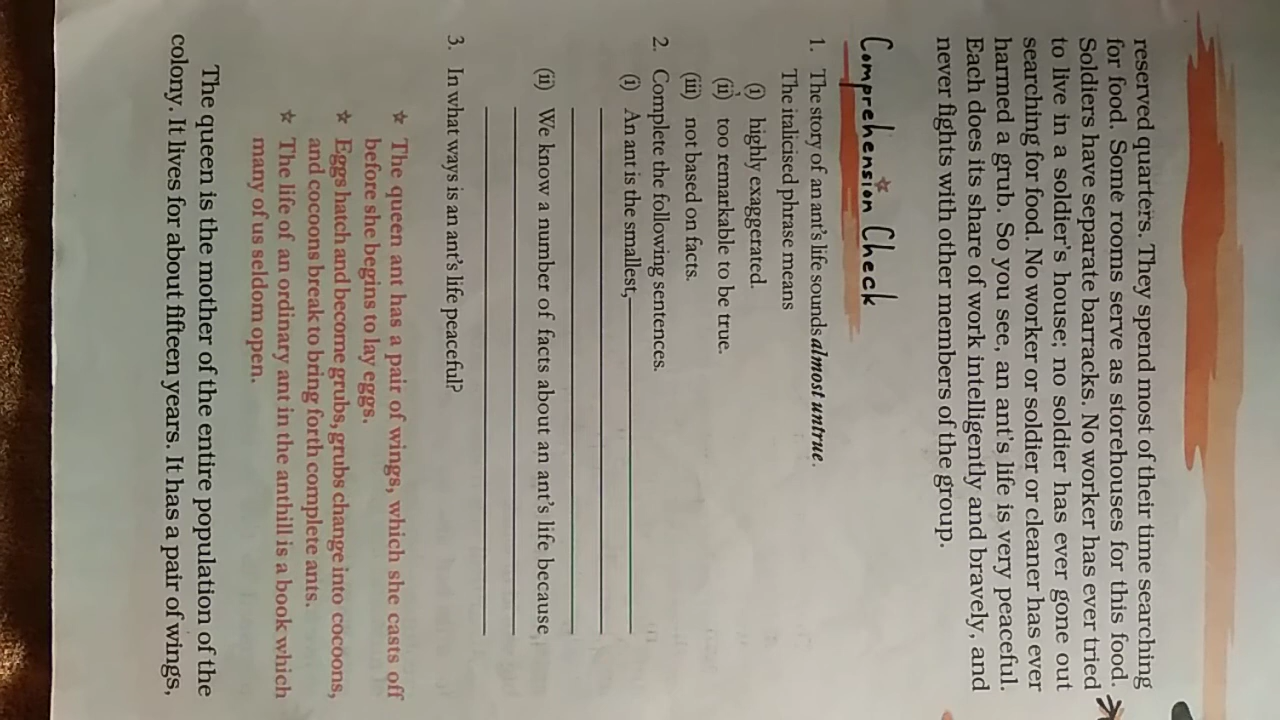 reserved quarters. They spend most of their time searching
for food. Some rooms serve as storehouses for this food.
Soldiers have separate barracks. No worker has ever tried
to live in a soldier's house; no soldier has ever gone out
searching for food. No worker or soldier or cleaner has ever
harmed a grub. So you see, an ant's life is very peaceful.
Each does its share of work intelligently and bravely, and
never fights with other members of the group.
Comprehension Check
1. The story of an ant's life sounds almost untrue.
The italicised phrase means
(i) highly exaggerated.
(ii) too remarkable to be true.
(iii) not based on facts.
2. Complete the following sentences.
(i) An ant is the smallest,
(ii) We know a number of facts about an ant's life because
3. In what ways is an ant's life peaceful?
☆ The queen ant has a pair of wings, which she casts off
before she begins to lay eggs.
☆ Eggs hatch and become grubs, grubs change into cocoons,
and cocoons break to bring forth complete ants.
☆ The life of an ordinary ant in the anthill is a book which
many of us seldom open.
The queen is the mother of the entire population of the
colony. It lives for about fifteen years. It has a pair of wings,